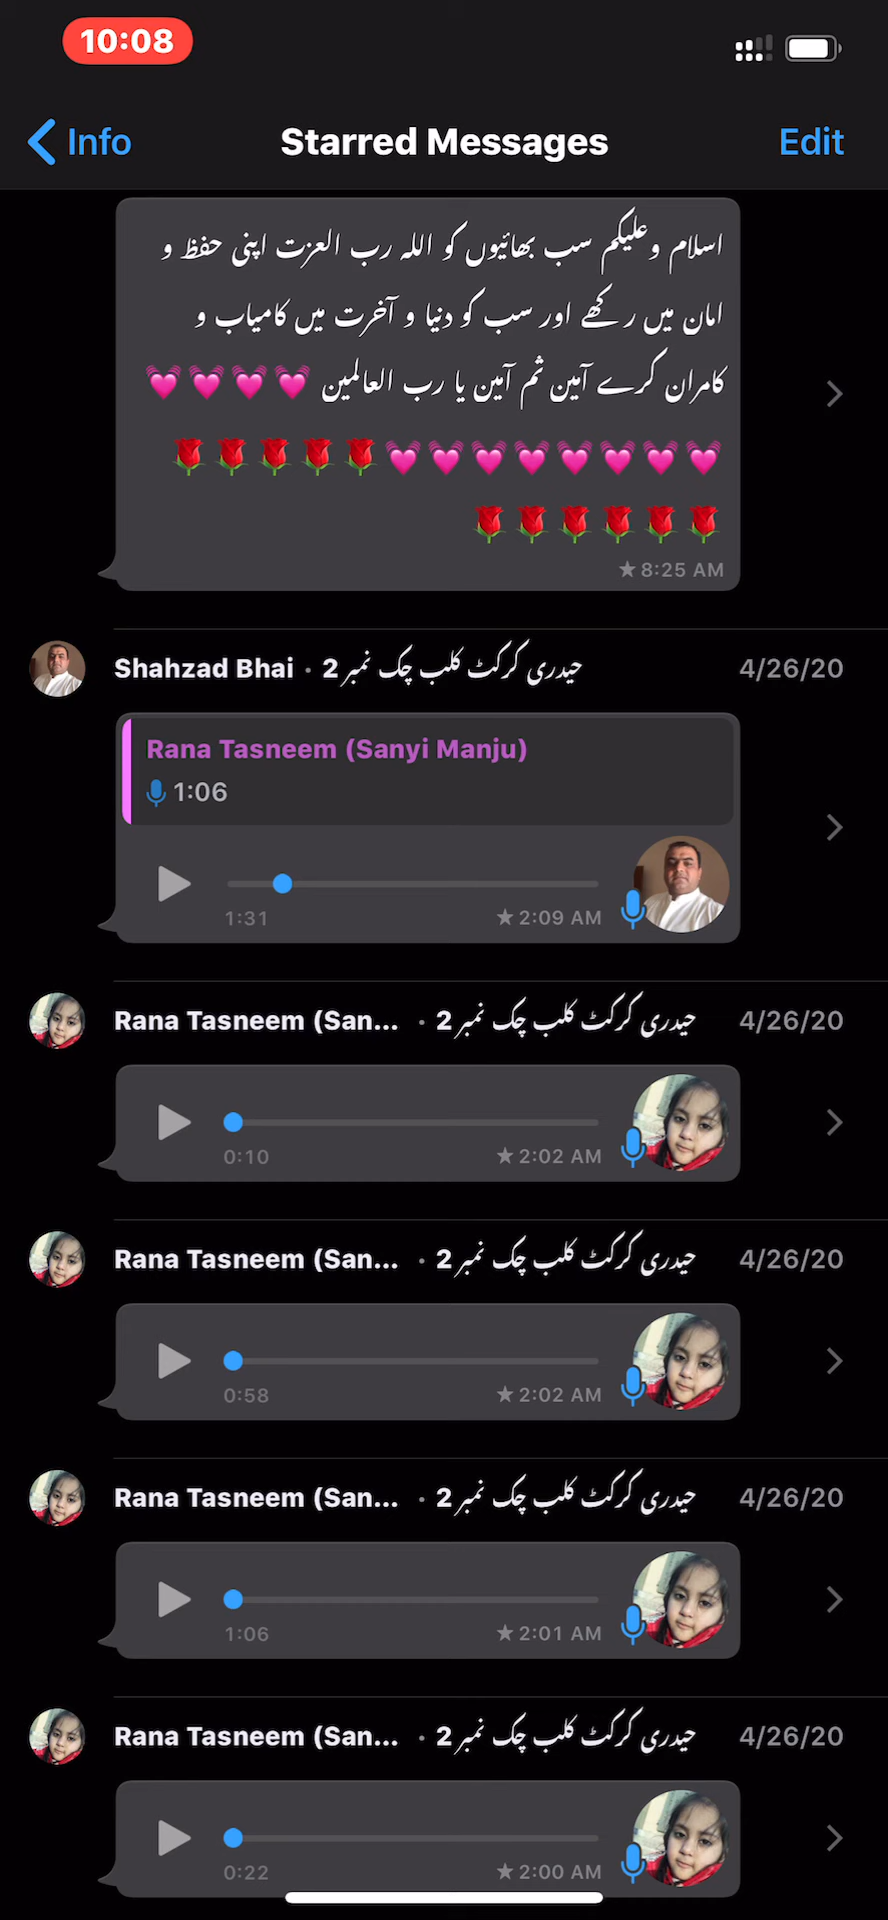 10:08
Info
Starred Messages
Edit
اسلام وعلیکم سب بھائیوں کو اللہ رب العزت اپنی حفظ و
امان میں رکھے اور سب کو دنیا و آخرت میں کامیاب و
کامران کرے آمین ثم آمین یا رب العالمین 💓💓💓💓
💓💓💓💓💓💓💓💓🌹🌹🌹🌹🌹
🌹🌹🌹🌹🌹🌹
★ 8:25 AM
Shahzad Bhai · حیدری کرکٹ کلب چک نمبر 2
4/26/20
Rana Tasneem (Sanyi Manju)
1:06
1:31
★ 2:09 AM
Rana Tasneem (San... · حیدری کرکٹ کلب چک نمبر 2
4/26/20
0:10
★ 2:02 AM
Rana Tasneem (San... · حیدری کرکٹ کلب چک نمبر 2
4/26/20
0:58
★ 2:02 AM
Rana Tasneem (San... · حیدری کرکٹ کلب چک نمبر 2
4/26/20
1:06
★ 2:01 AM
Rana Tasneem (San... · حیدری کرکٹ کلب چک نمبر 2
4/26/20
0:22
★ 2:00 AM